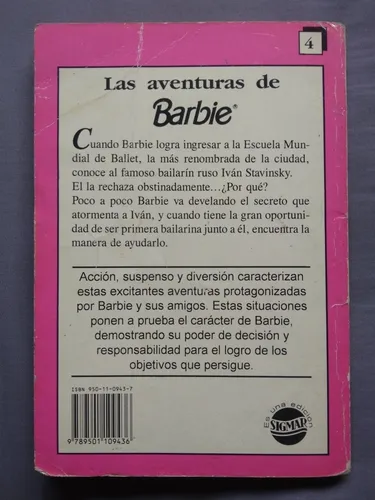 4
Las aventuras de
Barbie®
Cuando Barbie logra ingresar a la Escuela Mun-
dial de Ballet, la más renombrada de la ciudad,
conoce al famoso bailarín ruso Iván Stavinsky.
El la rechaza obstinadamente...¿Por qué?
Poco a poco Barbie va develando el secreto que
atormenta a Iván, y cuando tiene la gran oportuni-
dad de ser primera bailarina junto a él, encuentra la
manera de ayudarlo.
Acción, suspenso y diversión caracterizan
estas excitantes aventuras protagonizadas
por Barbie y sus amigos. Estas situaciones
ponen a prueba el carácter de Barbie,
demostrando su poder de decisión y
responsabilidad para el logro de los
objetivos que persigue.
ISBN 950-11-0943-7
9 789501 109436
Es una edición
SIGMAR